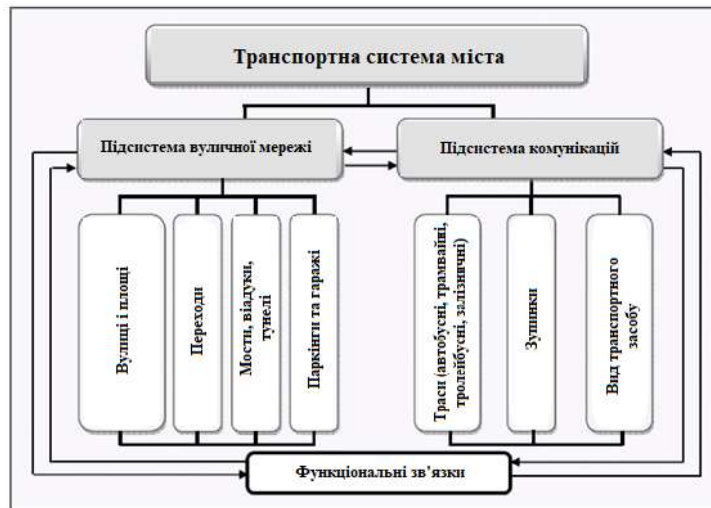 Транспортна система міста
Підсистема вуличної мережі
Підсистема комунікацій
Вулиці і площі
Переходи
Мости, віадуки,
тунелі
Паркінги та гаражі
Траси (автобусні, трамвайні,
тролейбусні, залізничні)
Зупинки
Вид транспортного
засобу
Функціональні зв’язки